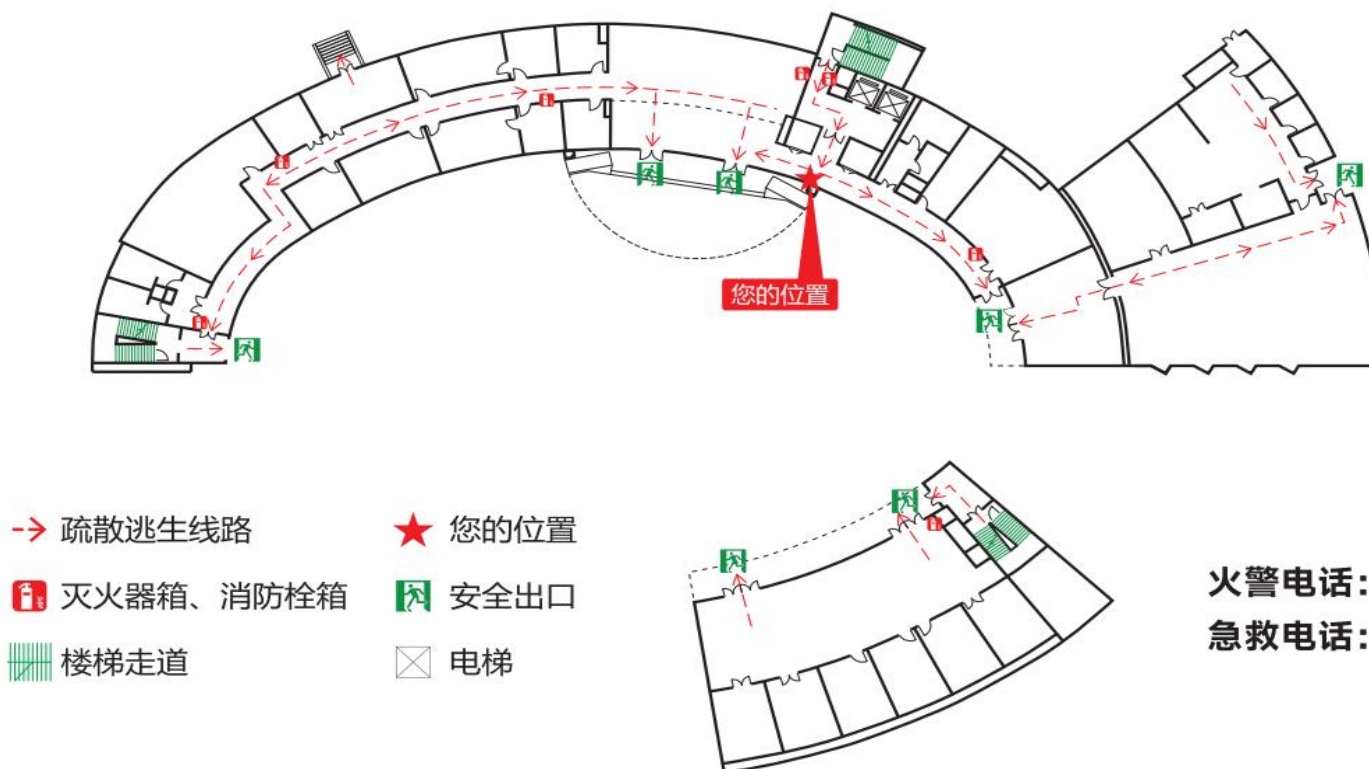 您的位置
疏散逃生线路
您的位置
灭火器箱、消防栓箱
安全出口
楼梯走道
电梯
火警电话:
急救电话: